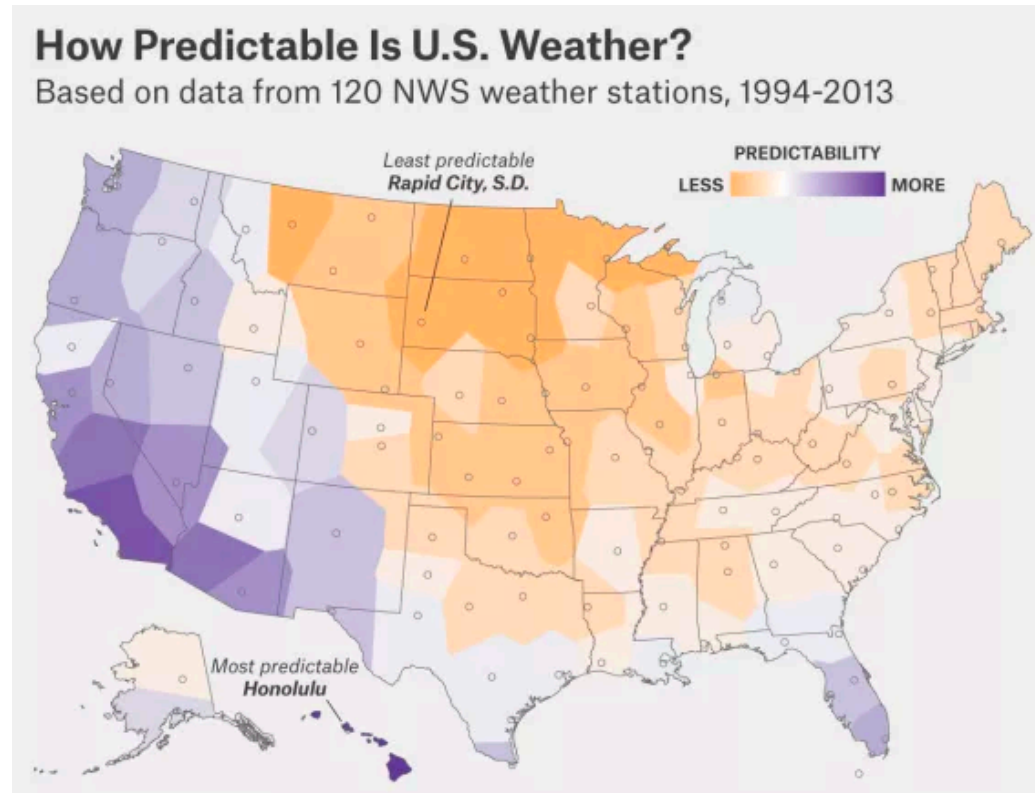 How Predictable Is U.S. Weather?
Based on data from 120 NWS weather stations, 1994-2013
Least predictable
Rapid City, S.D.
PREDICTABILITY
LESS MORE
Most predictable
Honolulu